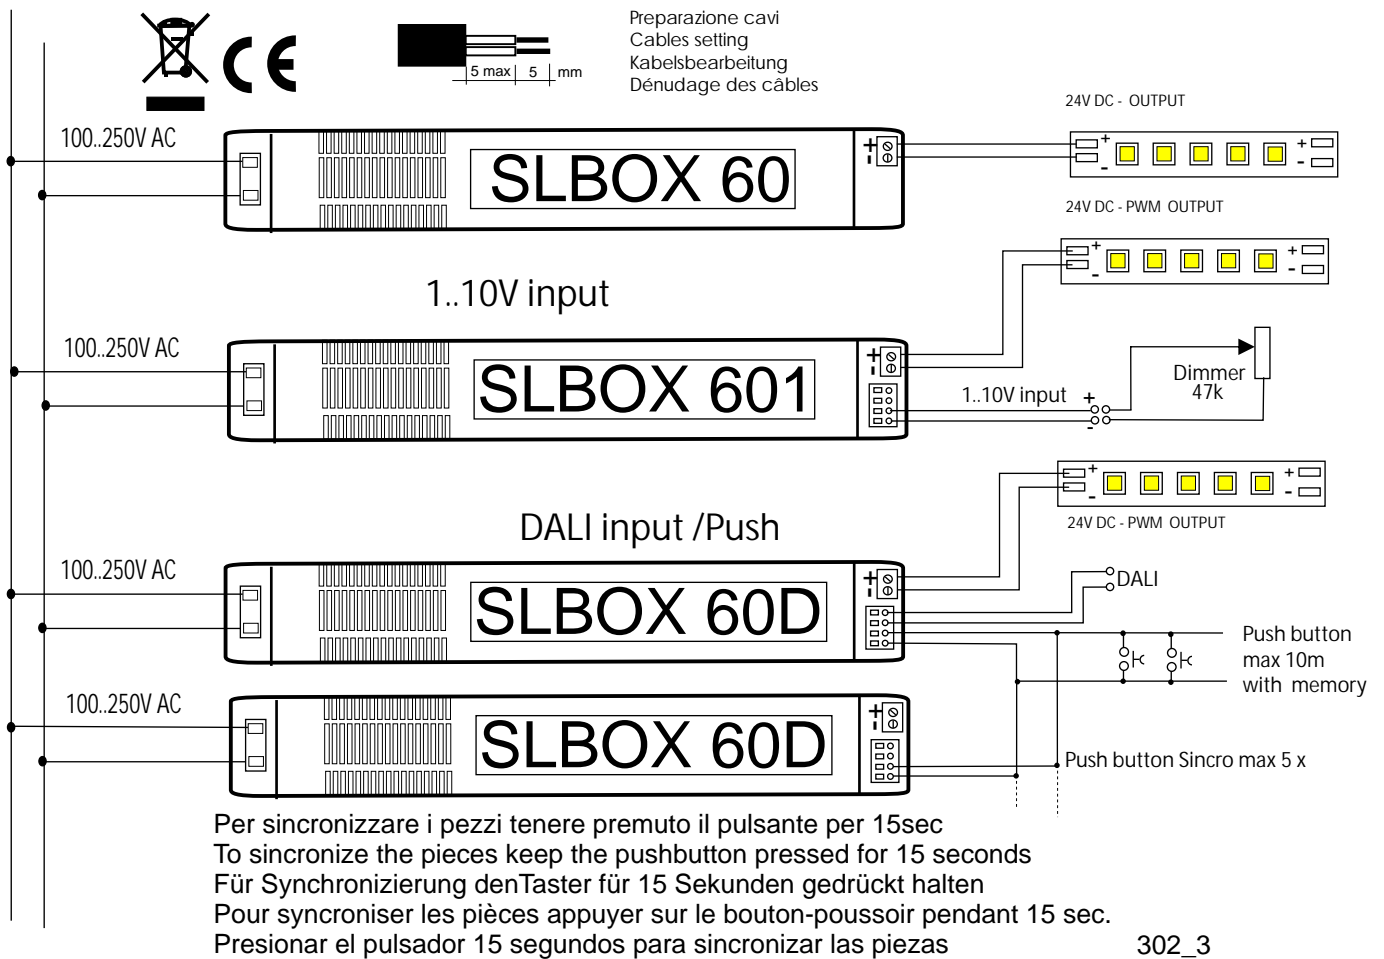 Preparazione cavi
Cables setting
Kabelsbearbeitung
Dénudage des câbles
5 max 5 mm
CE
24V DC - OUTPUT
100..250V AC
SLBOX 60
+
-
+
-
+
-
24V DC - PWM OUTPUT
+
-
+
-
1..10V input
100..250V AC
SLBOX 601
+
-
1..10V input
+
-
Dimmer
47k
+
-
+
-
24V DC - PWM OUTPUT
DALI input /Push
100..250V AC
SLBOX 60D
+
-
DALI
Push button
max 10m
with memory
100..250V AC
SLBOX 60D
+
-
Push button Sincro max 5 x
Per sincronizzare i pezzi tenere premuto il pulsante per 15sec
To sincronize the pieces keep the pushbutton pressed for 15 seconds
Für Synchronizierung denTaster für 15 Sekunden gedrückt halten
Pour syncroniser les pièces appuyer sur le bouton-poussoir pendant 15 sec.
Presionar el pulsador 15 segundos para sincronizar las piezas
302_3